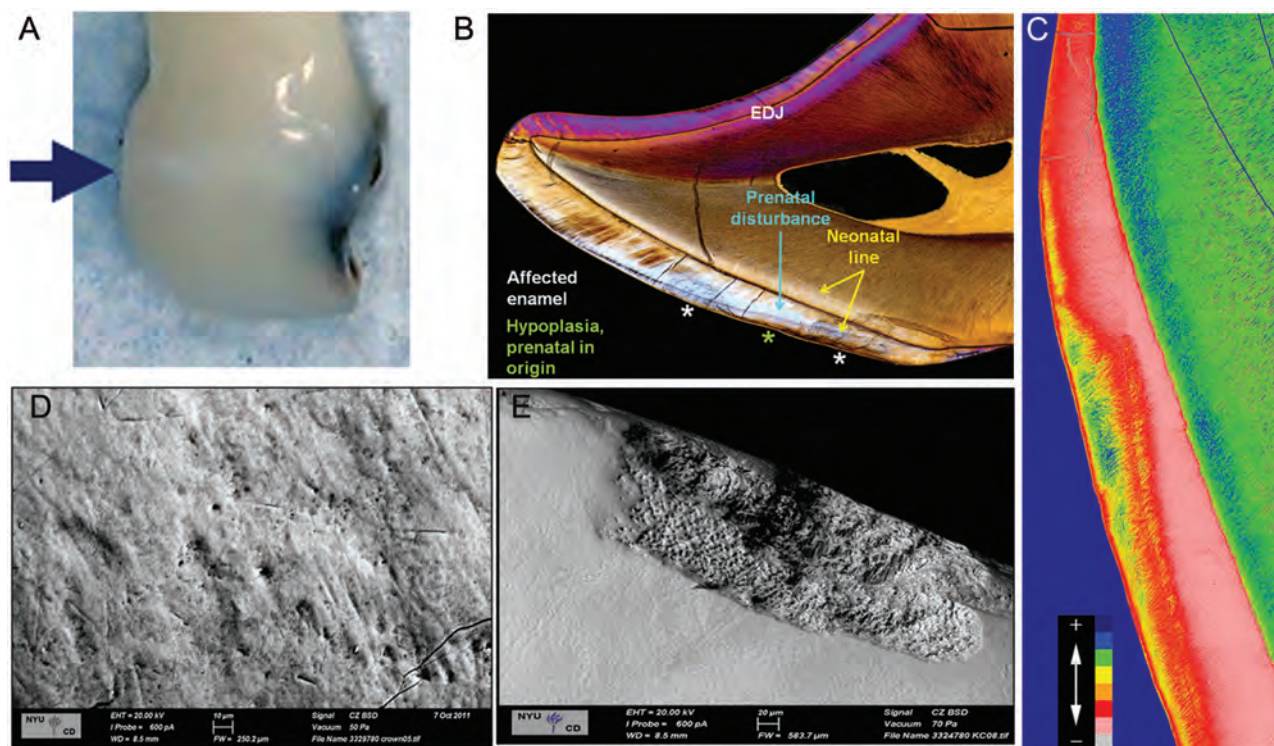 A
B
EDJ
Prenatal
disturbance
Neonatal
line
Affected
enamel
Hypoplasia,
prenatal in
origin
*
*
*
C
+
−
D
NYU
CD
EHT = 20.00 kV
I Probe = 600 pA
WD = 8.5 mm
10 µm
FW = 250.2 µm
Signal CZ BSD
Vacuum 50 Pa
File Name 3329780 crown05.tif
7 Oct 2011
E
NYU
CD
EHT = 20.00 kV
I Probe = 600 pA
WD = 8.5 mm
20 µm
FW = 583.7 µm
Signal CZ BSD
Vacuum 70 Pa
File Name 3324780 KC08.tif